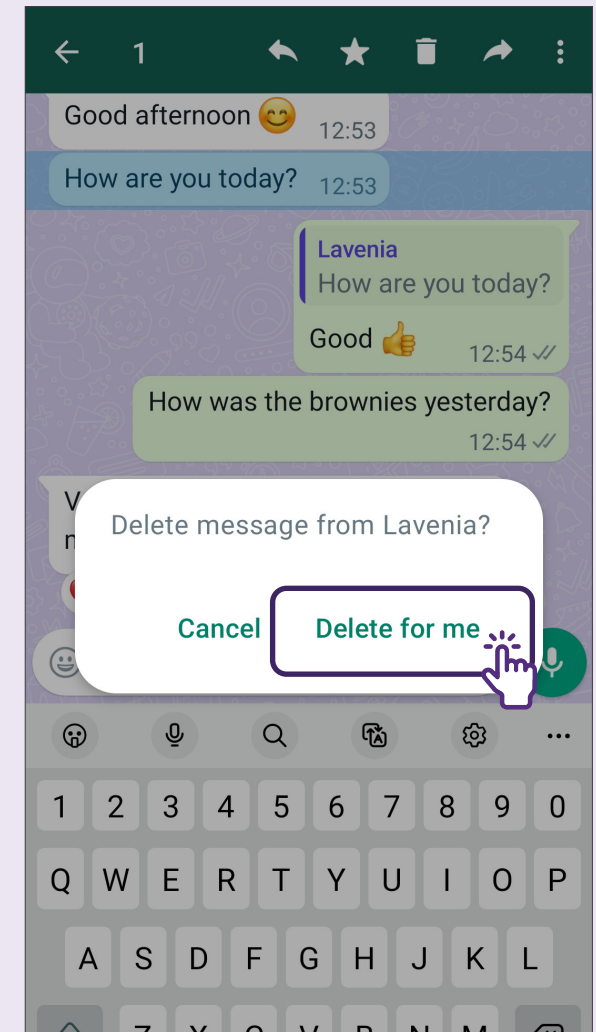 1
Good afternoon 😊 12:53
How are you today? 12:53
Lavenia
How are you today?
Good 👍 12:54
How was the brownies yesterday?
12:54
V
Delete message from Lavenia?
Cancel Delete for me
1 2 3 4 5 6 7 8 9 0
Q W E R T Y U I O P
A S D F G H J K L
Z X C V B N M